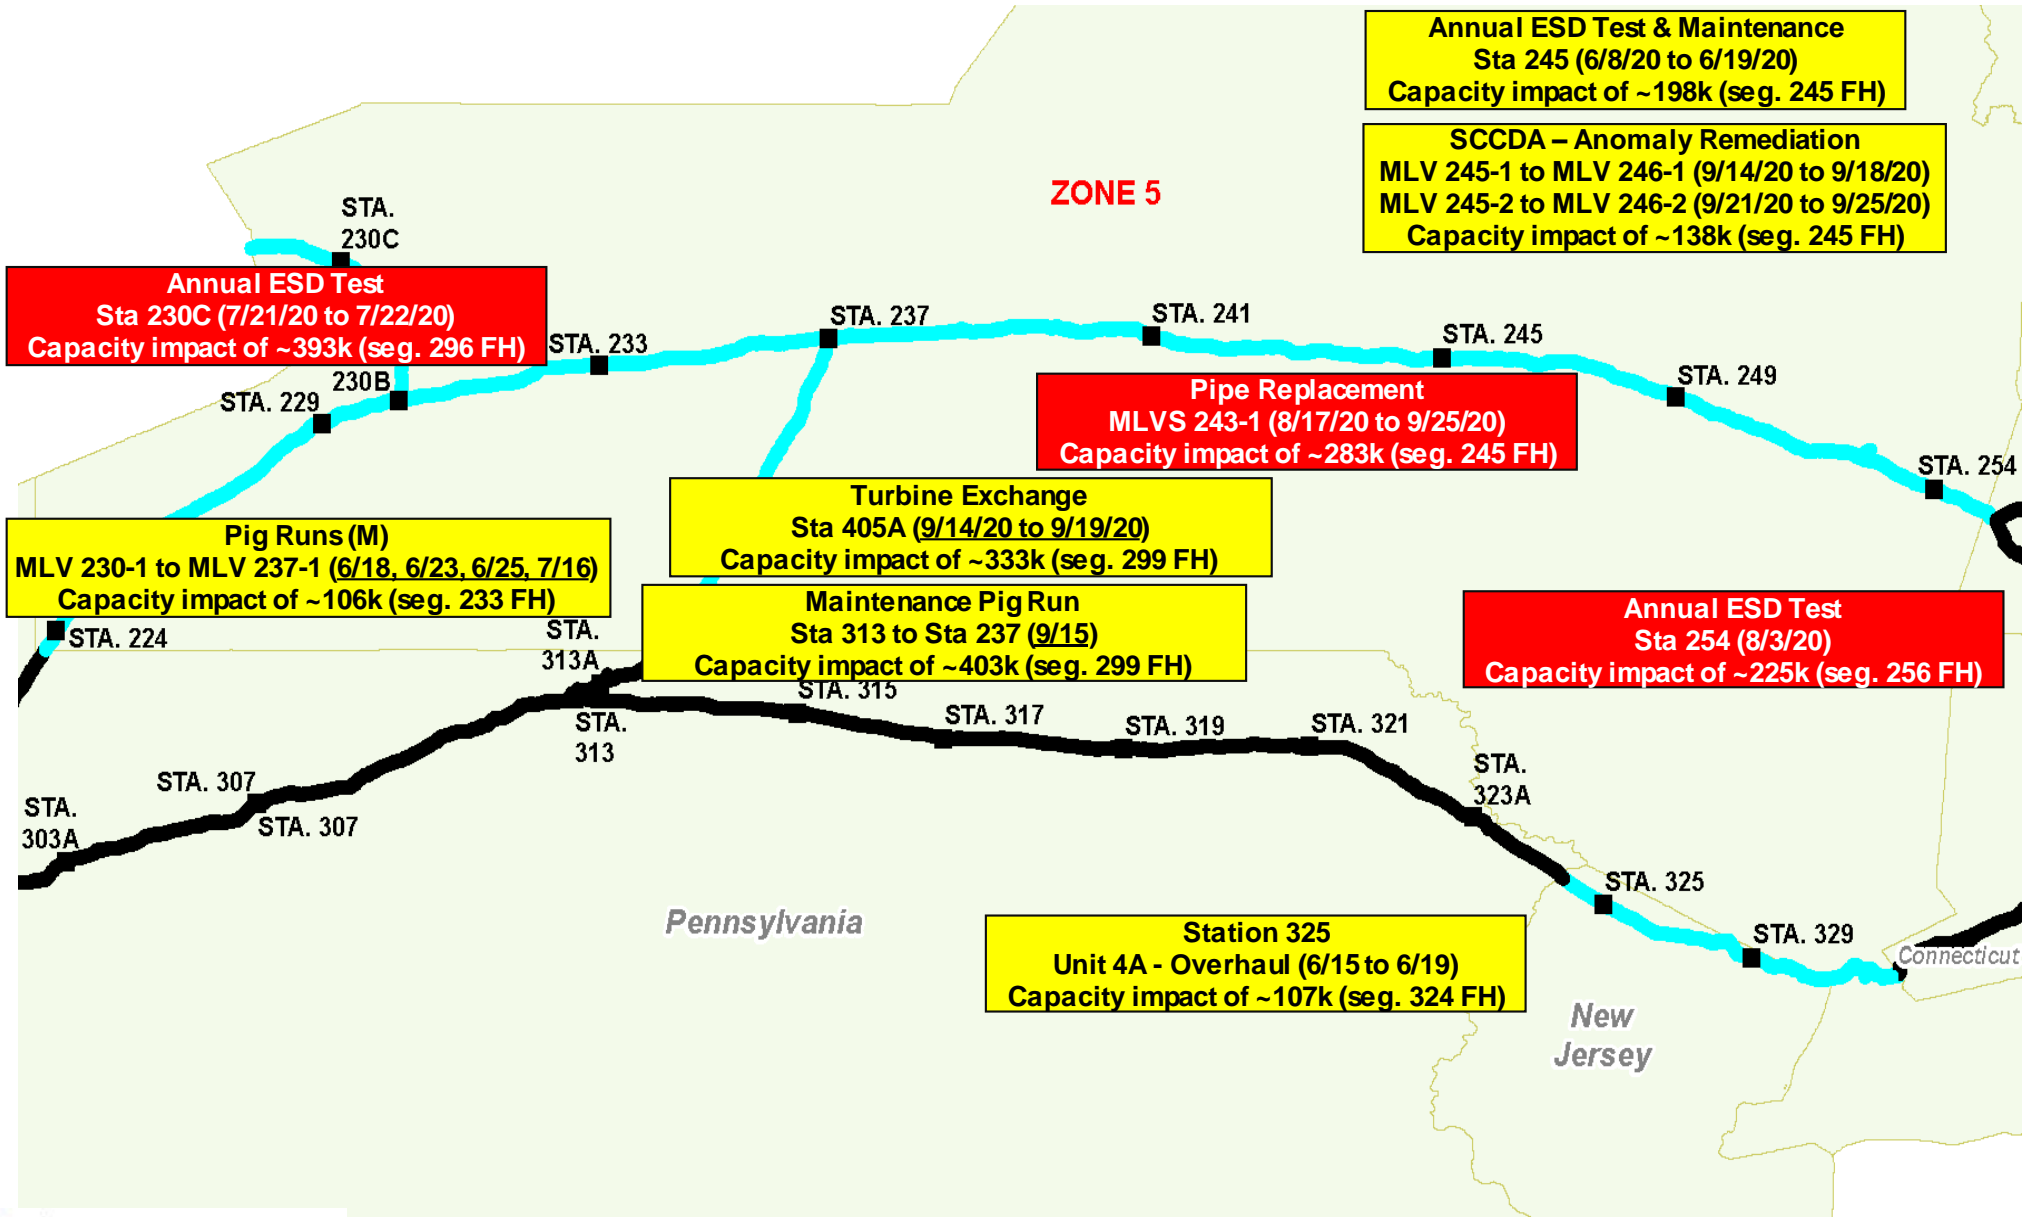 Annual ESD Test & Maintenance
Sta 245 (6/8/20 to 6/19/20)
Capacity impact of ~198k (seg. 245 FH)
SCCDA – Anomaly Remediation
MLV 245-1 to MLV 246-1 (9/14/20 to 9/18/20)
MLV 245-2 to MLV 246-2 (9/21/20 to 9/25/20)
Capacity impact of ~138k (seg. 245 FH)
ZONE 5
STA.
230C
Annual ESD Test
Sta 230C (7/21/20 to 7/22/20)
Capacity impact of ~393k (seg. 296 FH)
STA. 233
STA. 237
STA. 241
STA. 245
230B
STA. 229
STA. 249
Pipe Replacement
MLVS 243-1 (8/17/20 to 9/25/20)
Capacity impact of ~283k (seg. 245 FH)
STA. 254
Turbine Exchange
Sta 405A (9/14/20 to 9/19/20)
Capacity impact of ~333k (seg. 299 FH)
Pig Runs (M)
MLV 230-1 to MLV 237-1 (6/18, 6/23, 6/25, 7/16)
Capacity impact of ~106k (seg. 233 FH)
STA. 224
STA.
313A
Maintenance Pig Run
Sta 313 to Sta 237 (9/15)
Capacity impact of ~403k (seg. 299 FH)
Annual ESD Test
Sta 254 (8/3/20)
Capacity impact of ~225k (seg. 256 FH)
STA. 315
STA.
313
STA. 317
STA. 319
STA. 321
STA.
323A
STA. 307
STA. 307
STA.
303A
STA. 325
Pennsylvania
Station 325
Unit 4A - Overhaul (6/15 to 6/19)
Capacity impact of ~107k (seg. 324 FH)
STA. 329
Connecticut
New
Jersey